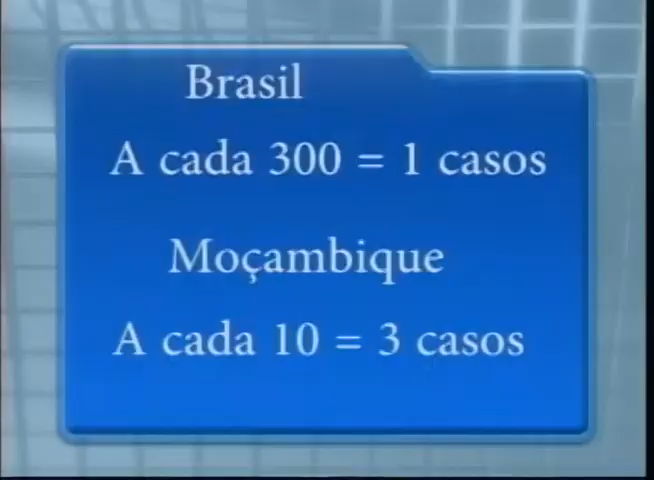 Brasil
A cada 300 = 1 casos
Moçambique
A cada 10 = 3 casos